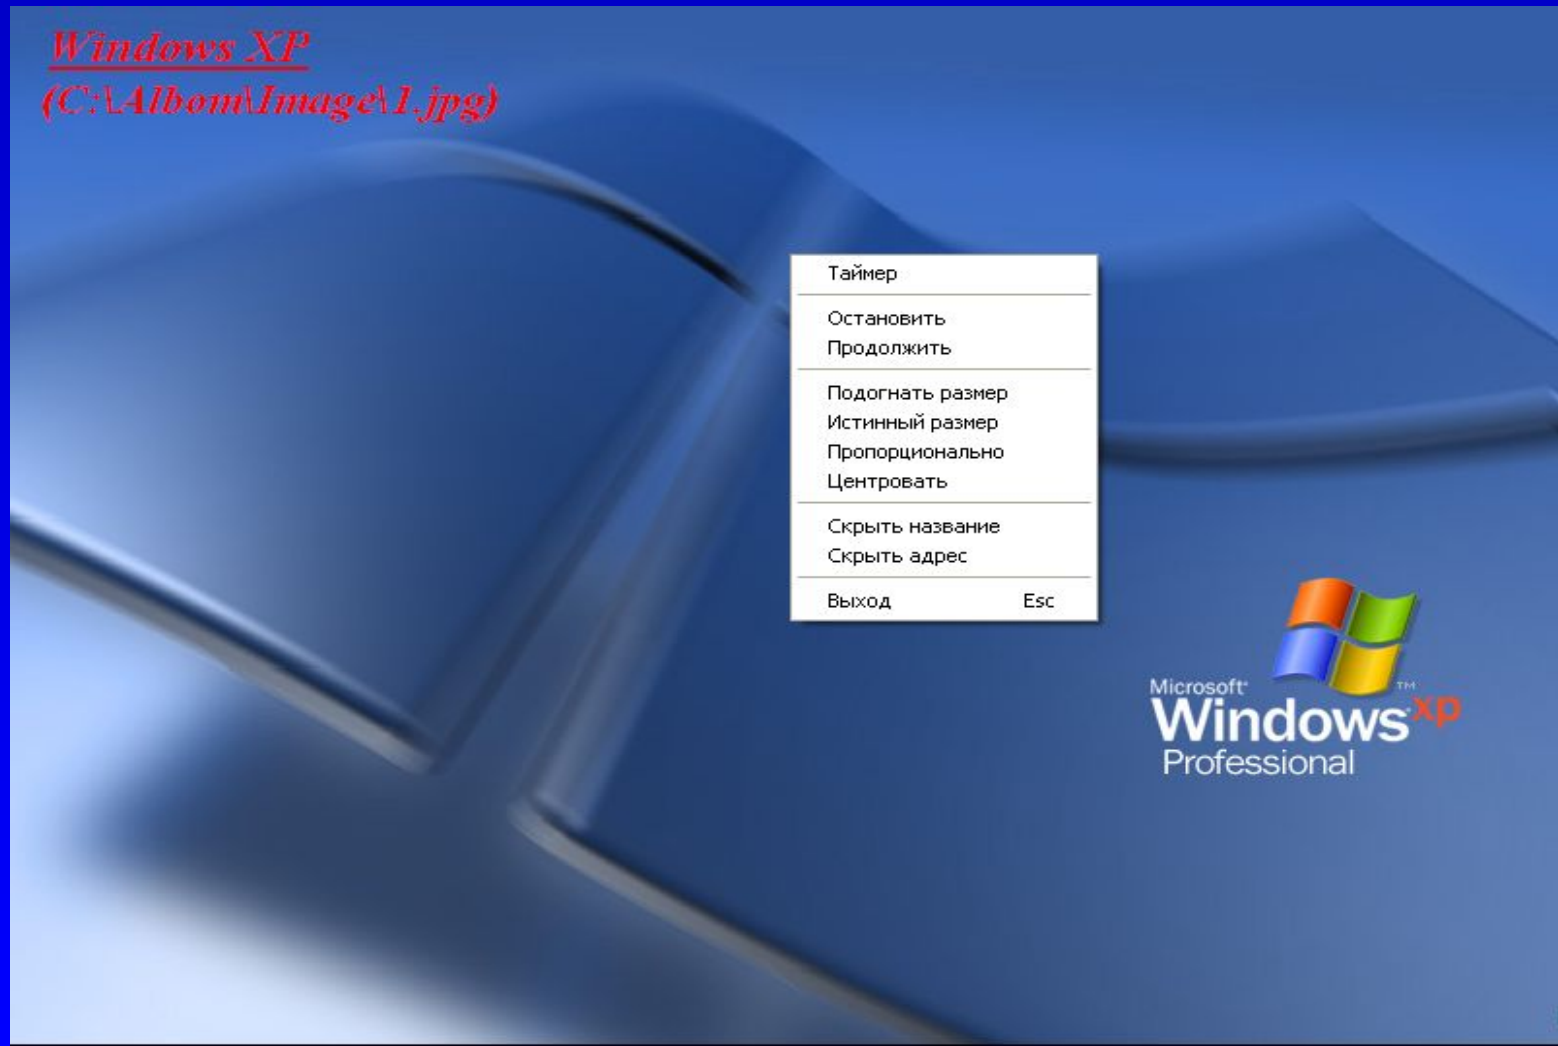 Windows XP
(C:\Albom\Image\1.jpg)
Таймер
Остановить
Продолжить
Подогнать размер
Истинный размер
Пропорционально
Центровать
Скрыть название
Скрыть адрес
Выход Esc
Microsoft
Windows xp ™
Professional